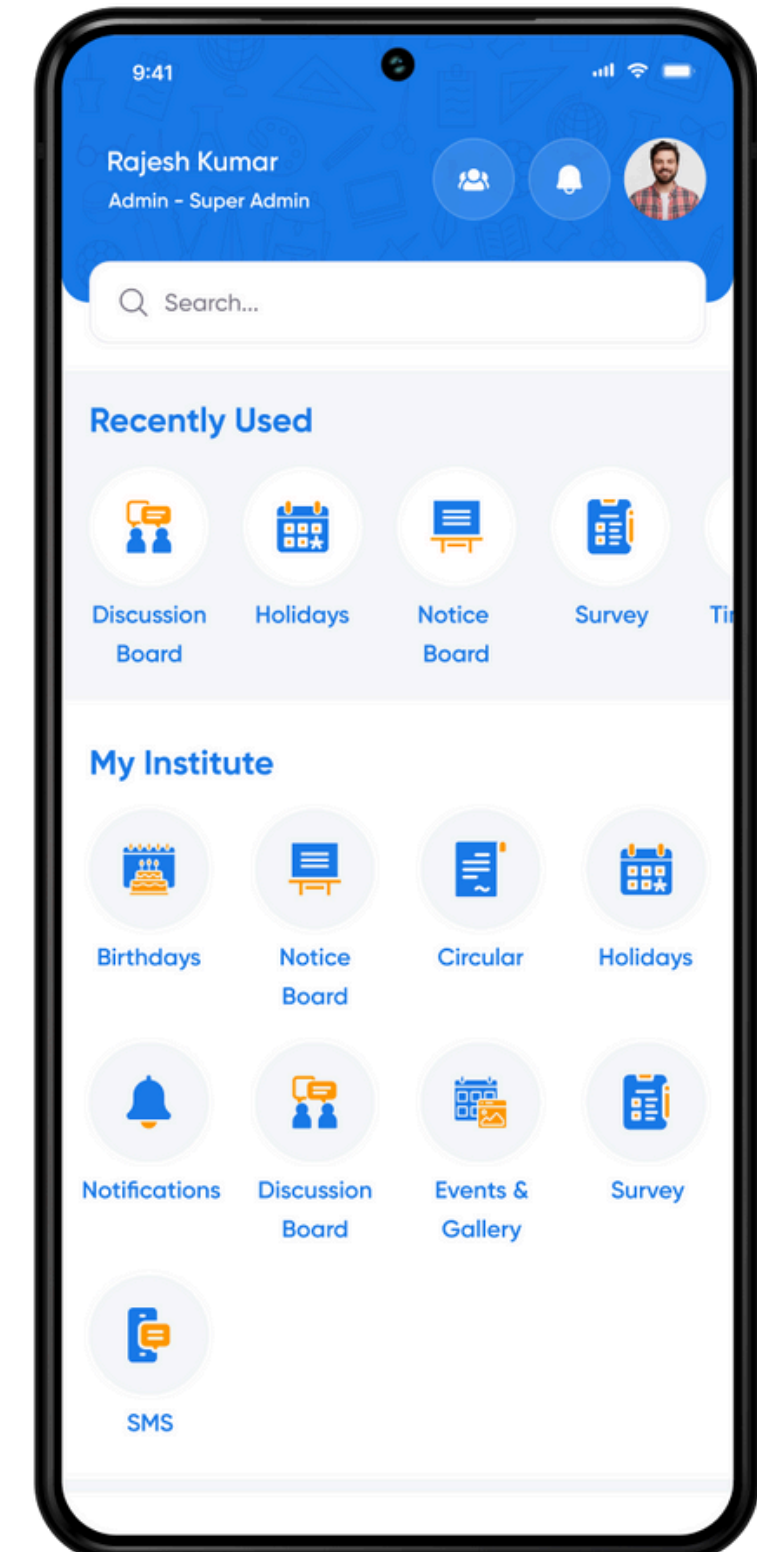 9:41
Rajesh Kumar
Admin - Super Admin
Search...
Recently Used
Discussion Board
Holidays
Notice Board
Survey
My Institute
Birthdays
Notice Board
Circular
Holidays
Notifications
Discussion Board
Events & Gallery
Survey
SMS